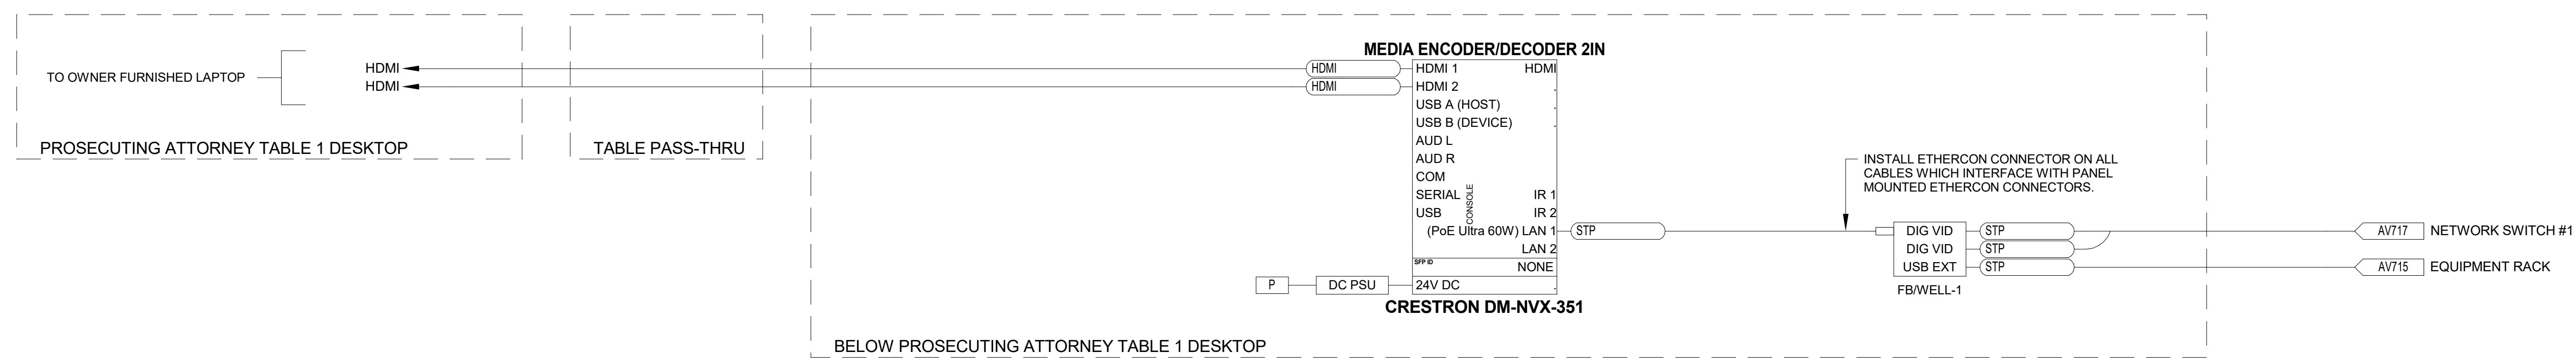 TO OWNER FURNISHED LAPTOP
HDMI
HDMI
PROSECUTING ATTORNEY TABLE 1 DESKTOP
TABLE PASS-THRU
MEDIA ENCODER/DECODER 2IN
HDMI
HDMI 1
HDMI
HDMI
HDMI 2
USB A (HOST)
USB B (DEVICE)
AUD L
AUD R
COM
SERIAL
IR 1
USB
IR 2
CONSOLE
(PoE Ultra 60W) LAN 1
LAN 2
SFP ID
NONE
P
DC PSU
24V DC
CRESTRON DM-NVX-351
STP
INSTALL ETHERCON CONNECTOR ON ALL
CABLES WHICH INTERFACE WITH PANEL
MOUNTED ETHERCON CONNECTORS.
DIG VID
STP
DIG VID
STP
USB EXT
STP
FB/WELL-1
AV717
NETWORK SWITCH #1
AV715
EQUIPMENT RACK
BELOW PROSECUTING ATTORNEY TABLE 1 DESKTOP